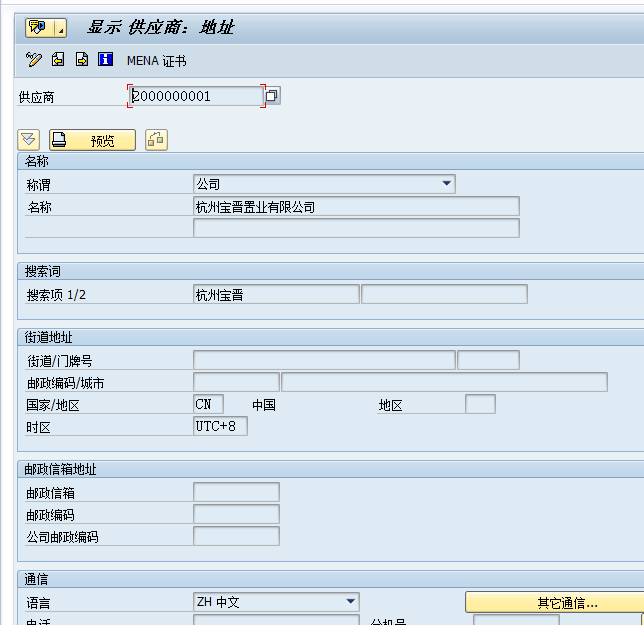 显示 供应商：地址
MENA 证书
供应商 2000000001
预览
名称
称谓 公司
名称 杭州宝晋置业有限公司
搜索词
搜索项 1/2 杭州宝晋
街道地址
街道/门牌号
邮政编码/城市
国家/地区 CN 中国 地区
时区 UTC+8
邮政信箱地址
邮政信箱
邮政编码
公司邮政编码
通信
语言 ZH 中文 其它通信...
电话 分机号